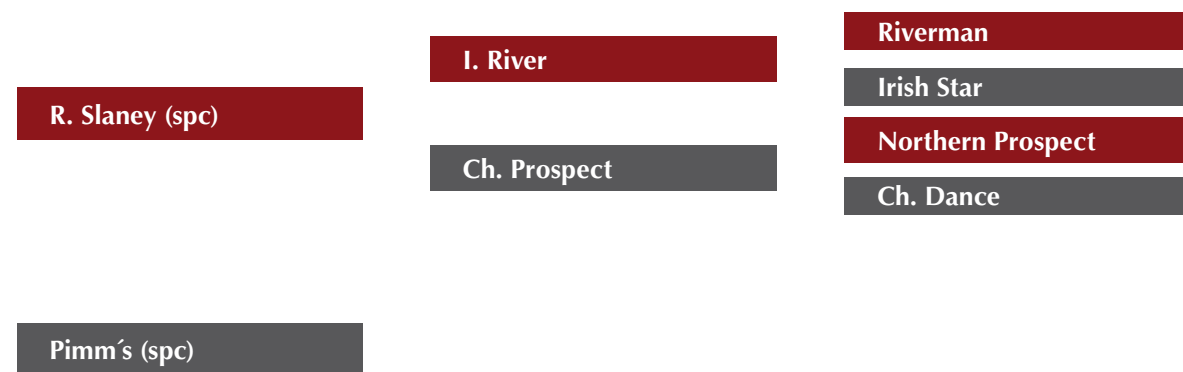 R. Slaney (spc)
I. River
Ch. Prospect
Riverman
Irish Star
Northern Prospect
Ch. Dance
Pimm´s (spc)